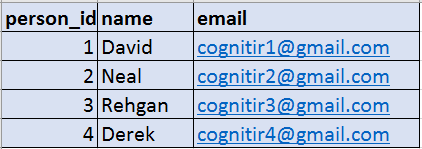 person_id name email
1 David cognitir1@gmail.com
2 Neal cognitir2@gmail.com
3 Rehgan cognitir3@gmail.com
4 Derek cognitir4@gmail.com